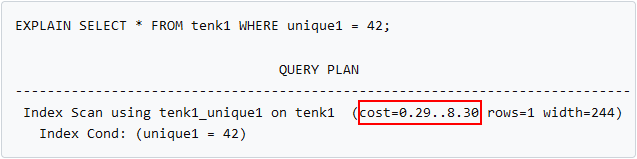 EXPLAIN SELECT * FROM tenk1 WHERE unique1 = 42;
QUERY PLAN
-----------------------------------------------------------------------------
Index Scan using tenk1_unique1 on tenk1  (cost=0.29..8.30 rows=1 width=244)
Index Cond: (unique1 = 42)